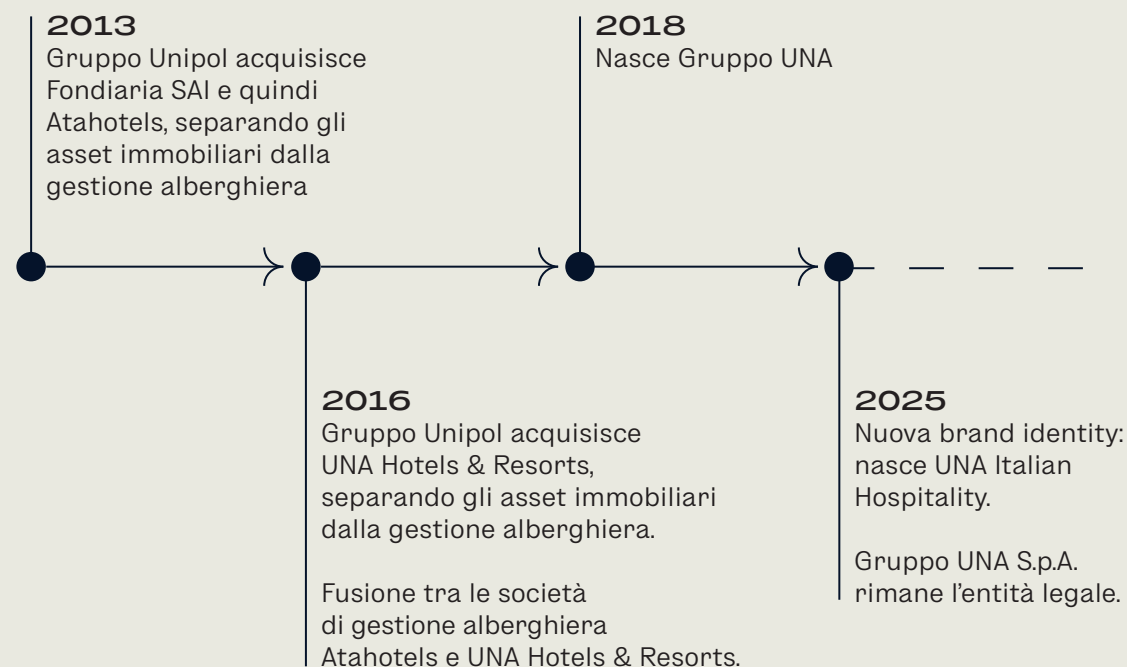 2013
Gruppo Unipol acquisisce
Fondiaria SAI e quindi
Atahotels, separando gli
asset immobiliari dalla
gestione alberghiera
2018
Nasce Gruppo UNA
2016
Gruppo Unipol acquisisce
UNA Hotels & Resorts,
separando gli asset immobiliari
dalla gestione alberghiera.
Fusione tra le società
di gestione alberghiera
Atahotels e UNA Hotels & Resorts.
2025
Nuova brand identity:
nasce UNA Italian
Hospitality.
Gruppo UNA S.p.A.
rimane l’entità legale.